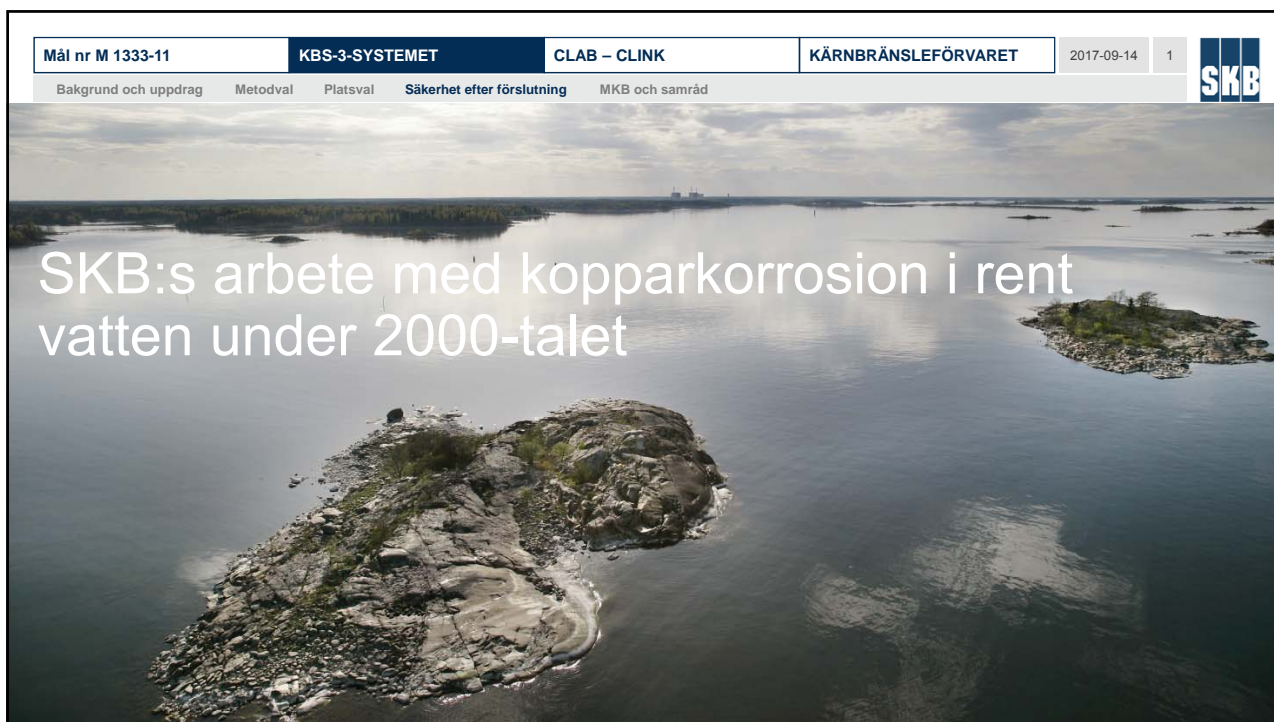 Mål nr M 1333-11 KBS-3-SYSTEMET CLAB – CLINK KÄRNBRÄNSLEFÖRVARET 2017-09-14 1
SKB
Bakgrund och uppdrag Metodval Platsval Säkerhet efter förslutning MKB och samråd
SKB:s arbete med kopparkorrosion i rent
vatten under 2000-talet